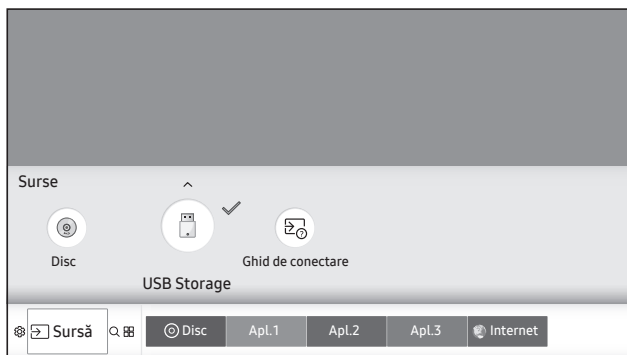 Surse
Disc
Ghid de conectare
USB Storage
Sursă
Disc Apl.1 Apl.2 Apl.3 Internet